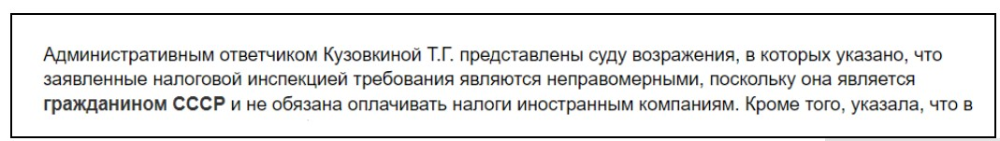 Административным ответчиком Кузовкиной Т.Г. представлены суду возражения, в которых указано, что
заявленные налоговой инспекцией требования являются неправомерными, поскольку она является
гражданином СССР и не обязана оплачивать налоги иностранным компаниям. Кроме того, указала, что в